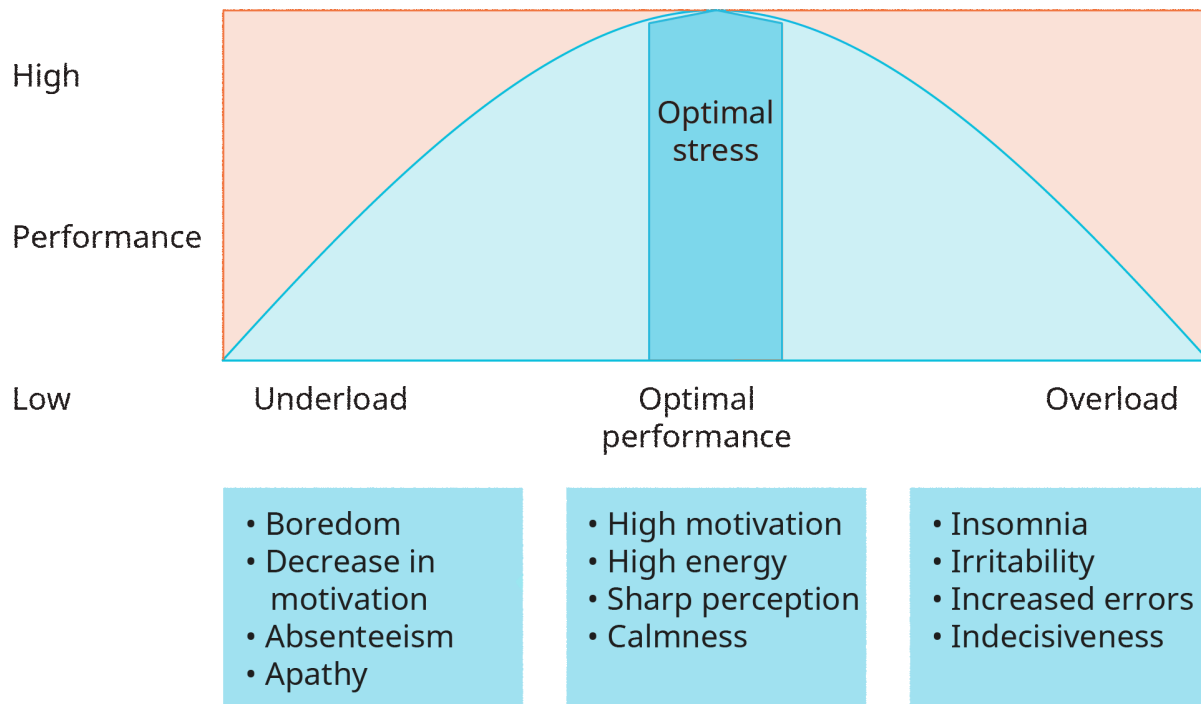 High
Optimal
stress
Performance
Low
Underload
Optimal
performance
Overload
• Boredom
• Decrease in
motivation
• Absenteeism
• Apathy
• High motivation
• High energy
• Sharp perception
• Calmness
• Insomnia
• Irritability
• Increased errors
• Indecisiveness